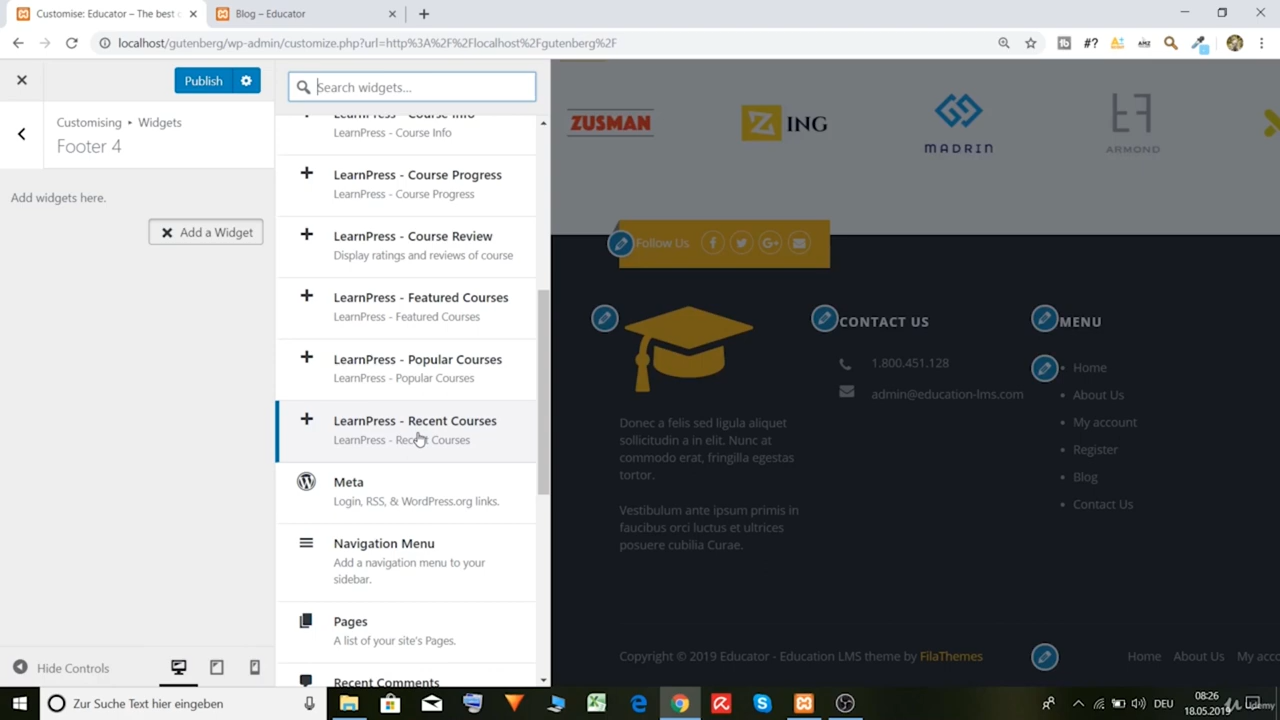 Customise: Educator – The best o
Blog – Educator
localhost/gutenberg/wp-admin/customize.php?url=http%3A%2F%2Flocalhost%2Fgutenberg%2F
#?
Publish
Search widgets...
Customising ▸ Widgets
Footer 4
Add widgets here.
Add a Widget
LearnPress - Course Info
LearnPress - Course Info
LearnPress - Course Progress
LearnPress - Course Progress
LearnPress - Course Review
Display ratings and reviews of course
LearnPress - Featured Courses
LearnPress - Featured Courses
LearnPress - Popular Courses
LearnPress - Popular Courses
LearnPress - Recent Courses
LearnPress - Recent Courses
Meta
Login, RSS, & WordPress.org links.
Navigation Menu
Add a navigation menu to your
sidebar.
Pages
A list of your site's Pages.
Recent Comments
Hide Controls
ZUSMAN
Z ING
MADRIN
ARMOND
Follow Us
CONTACT US
1.800.451.128
admin@education-lms.com
MENU
Home
About Us
My account
Register
Blog
Contact Us
Donec a felis sed ligula aliquet
sollicitudin a in elit. Nunc at
commodo erat, fringilla egestas
tortor.
Vestibulum ante ipsum primis in
faucibus orci luctus et ultrices
posuere cubilia Curae.
Copyright © 2019 Educator - Education LMS theme by FilaThemes
Home About Us My acco
Zur Suche Text hier eingeben
DEU
08:26
18.05.2019
Udemy